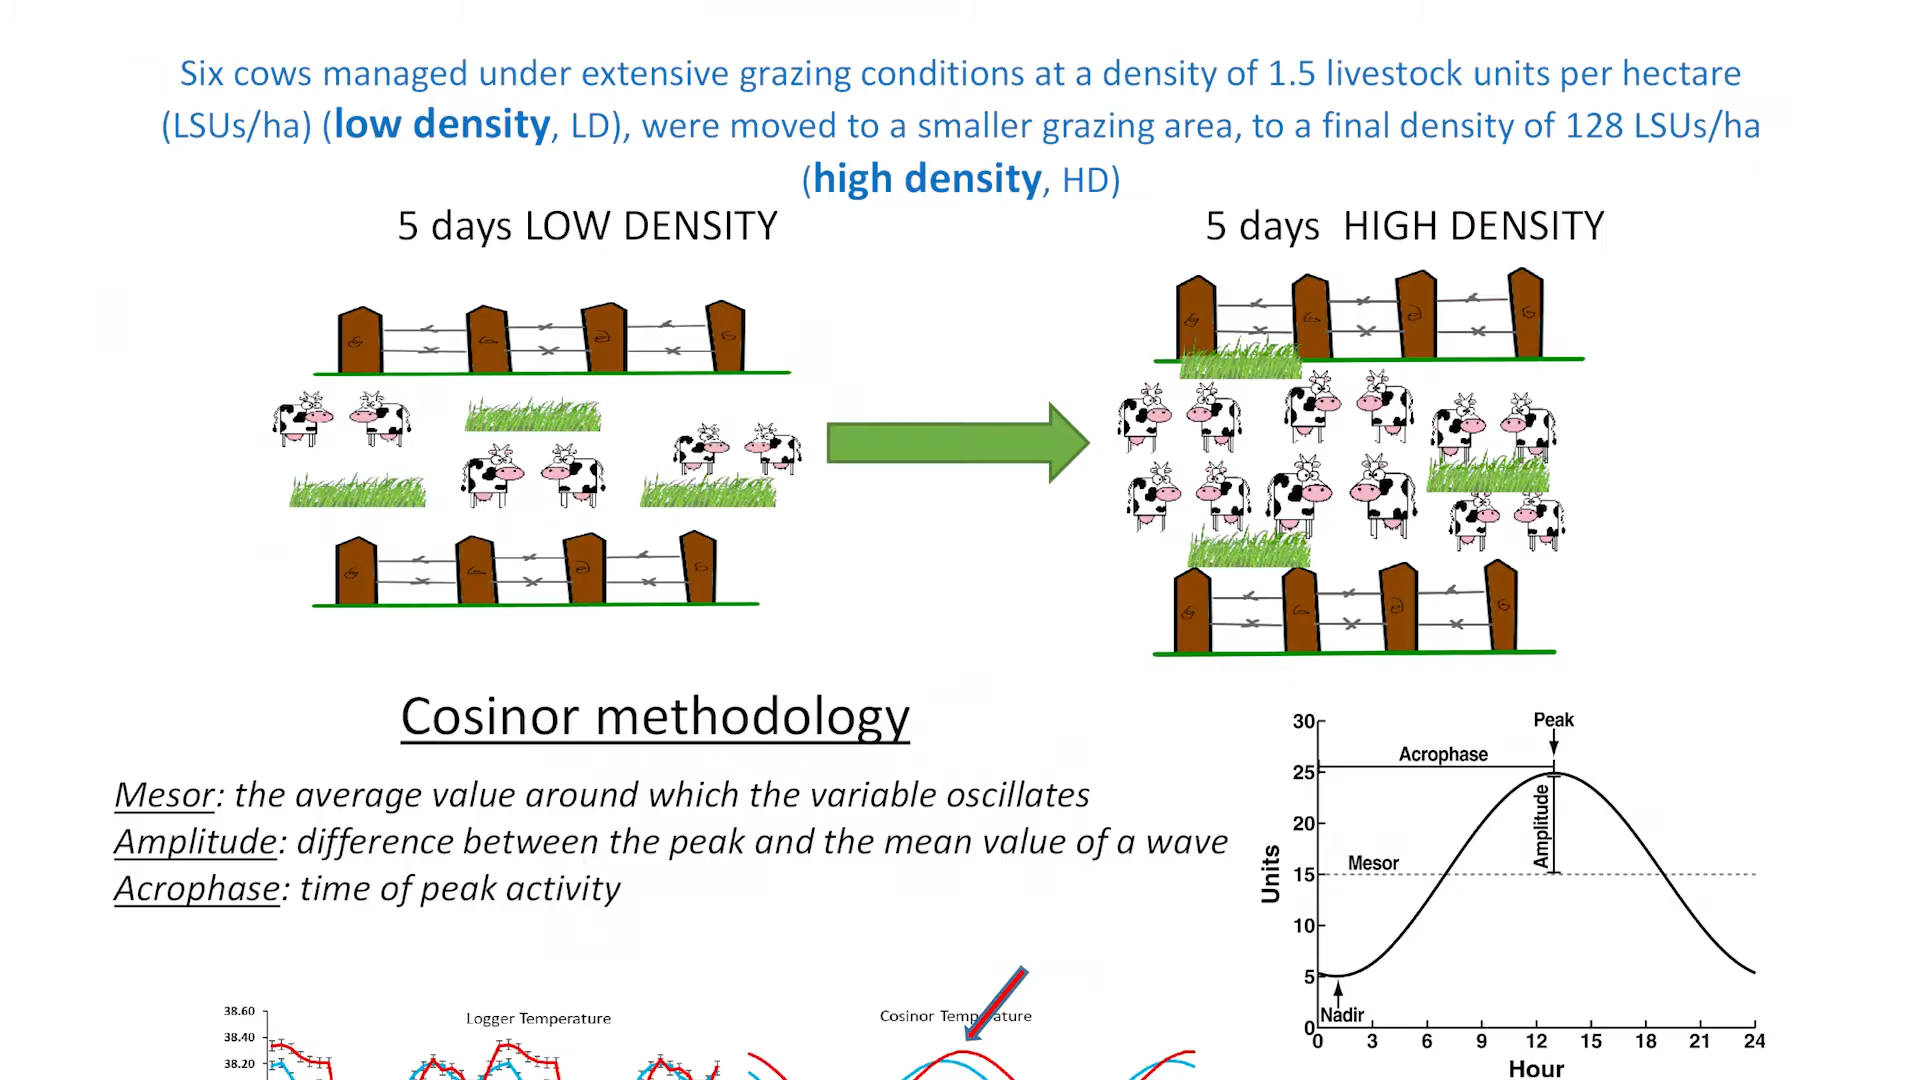 Six cows managed under extensive grazing conditions at a density of 1.5 livestock units per hectare
(LSUs/ha) (low density, LD), were moved to a smaller grazing area, to a final density of 128 LSUs/ha
(high density, HD)
5 days LOW DENSITY
5 days HIGH DENSITY
Cosinor methodology
Mesor: the average value around which the variable oscillates
Amplitude: difference between the peak and the mean value of a wave
Acrophase: time of peak activity
30
25
20
15
10
5
0
Units
Peak
Acrophase
Amplitude
Mesor
Nadir
0 3 6 9 12 15 18 21 24
Hour
38.60
38.40
38.20
Logger Temperature
Cosinor Temperature